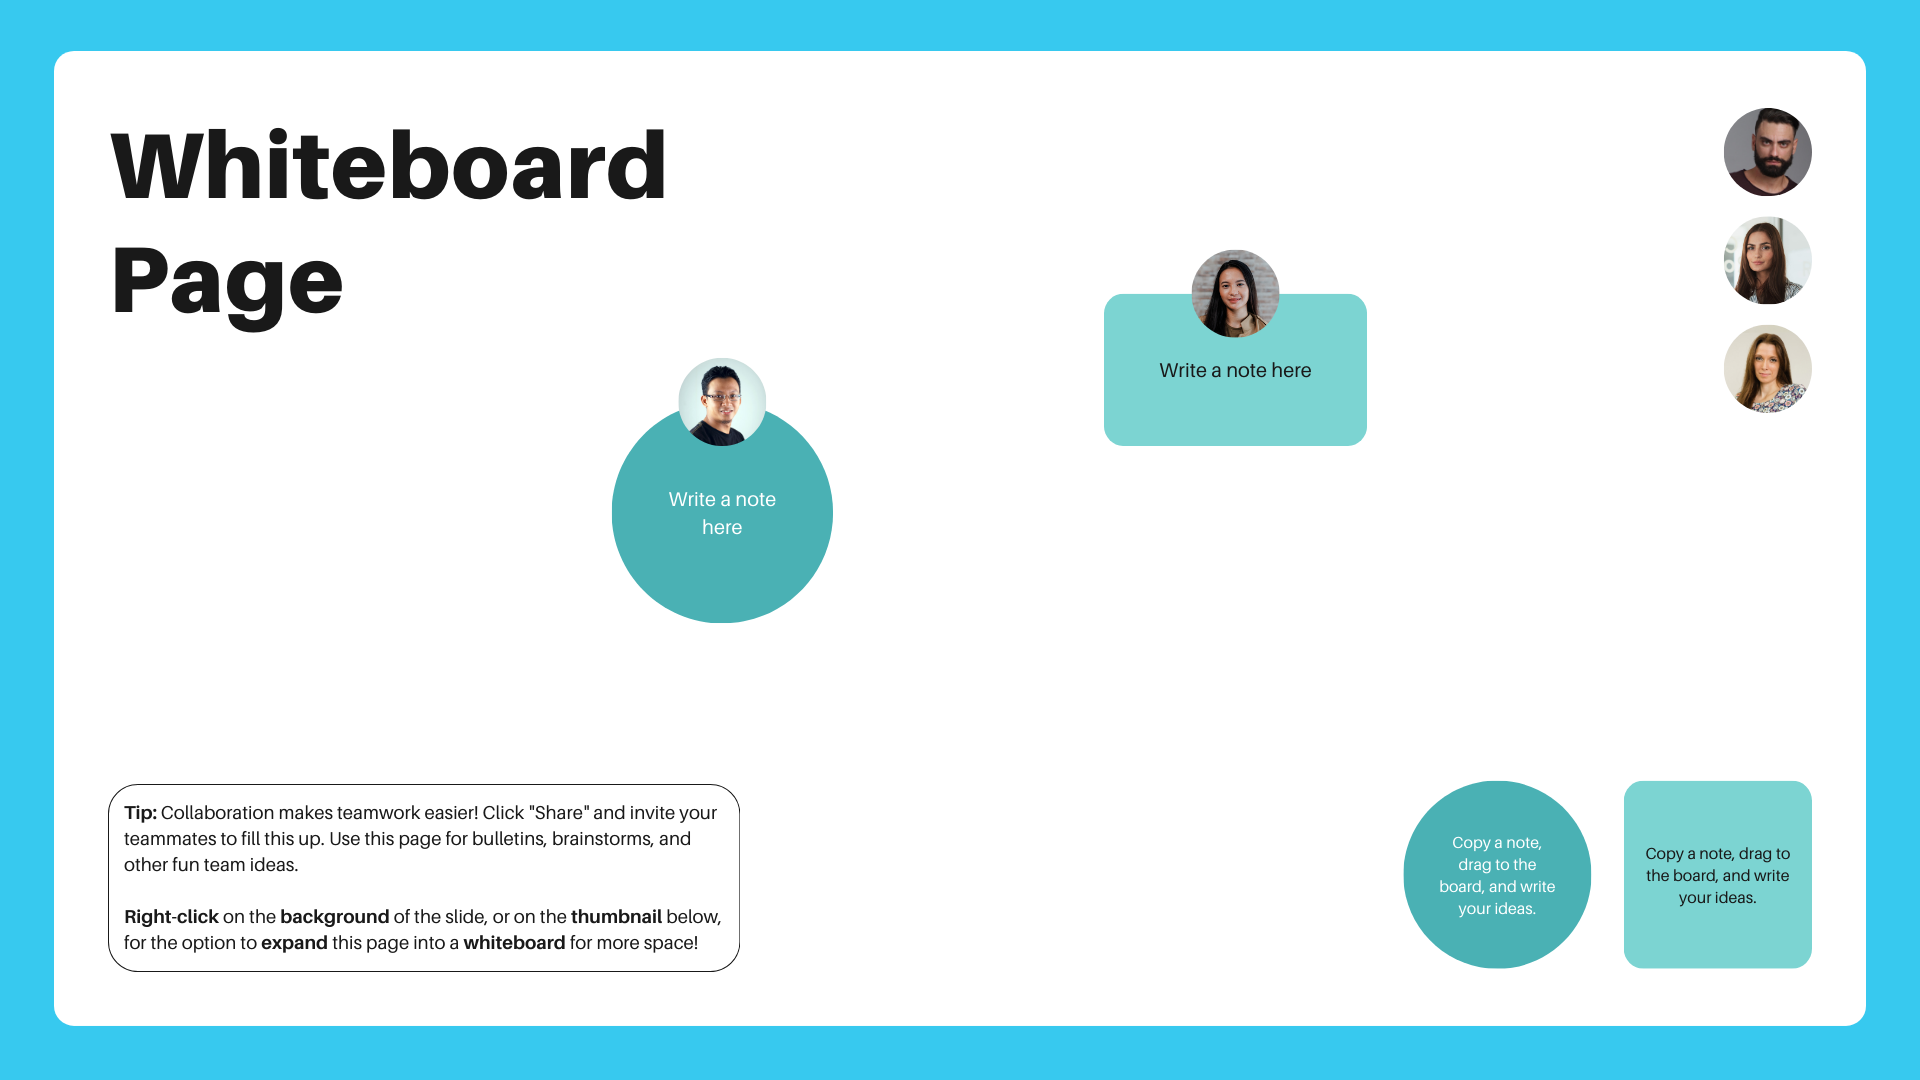 Whiteboard
Page
Write a note here
Write a note
here
Tip: Collaboration makes teamwork easier! Click "Share" and invite your
teammates to fill this up. Use this page for bulletins, brainstorms, and
other fun team ideas.
Right-click on the background of the slide, or on the thumbnail below,
for the option to expand this page into a whiteboard for more space!
Copy a note,
drag to the
board, and write
your ideas.
Copy a note, drag to
the board, and write
your ideas.